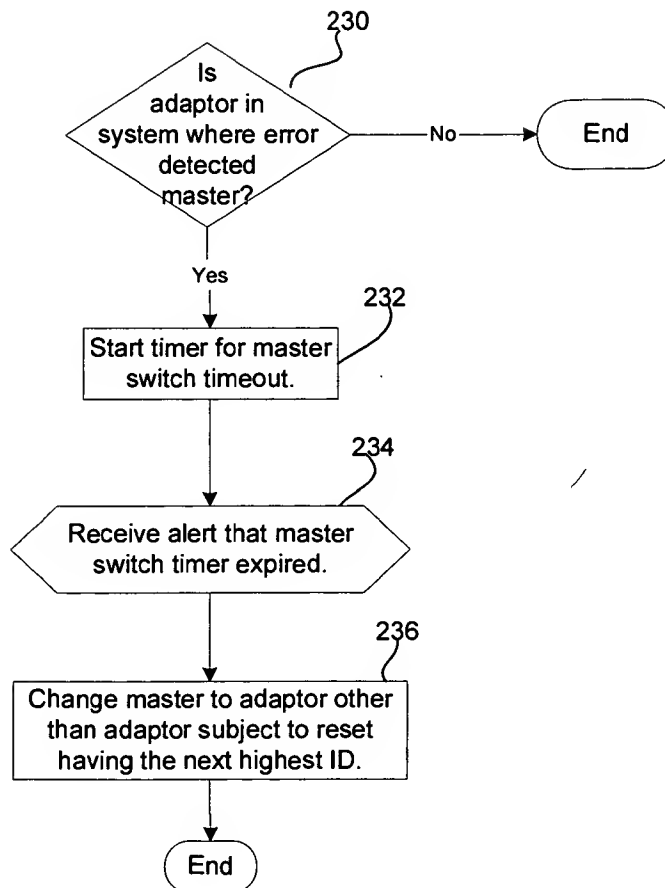 230
Is
adaptor in
system where error
detected
master?
No
End
Yes
232
Start timer for master
switch timeout.
234
Receive alert that master
switch timer expired.
236
Change master to adaptor other
than adaptor subject to reset
having the next highest ID.
End